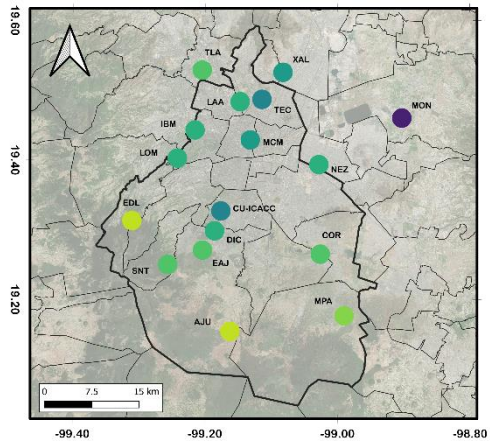 19.60
19.40
19.20
TLA
XAL
LAA
TEC
MON
IBM
MCM
LOM
NEZ
EDL
CU-ICACC
DIC
COR
EAJ
SNT
MPA
AJU
0 7.5 15 km
-99.40 -99.20 -99.00 -98.80